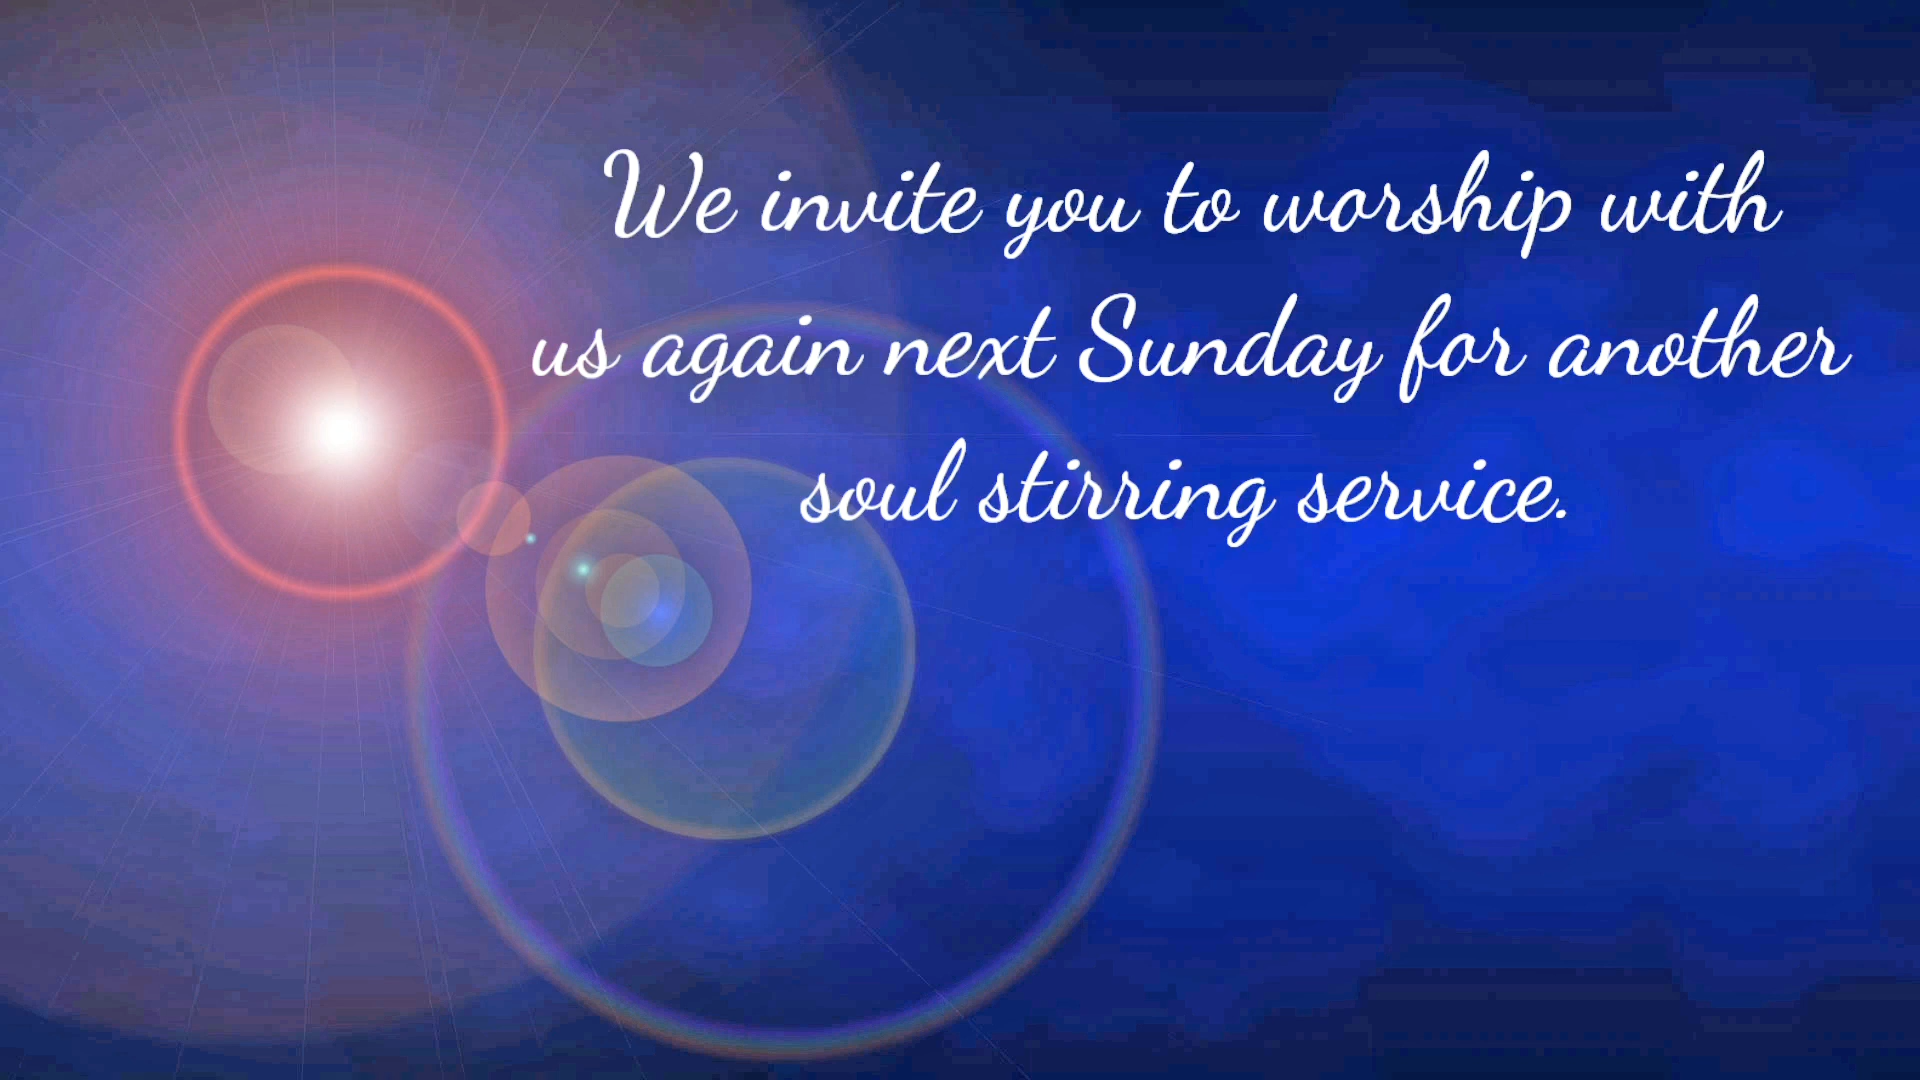 We invite you to worship with
us again next Sunday for another
soul stirring service.